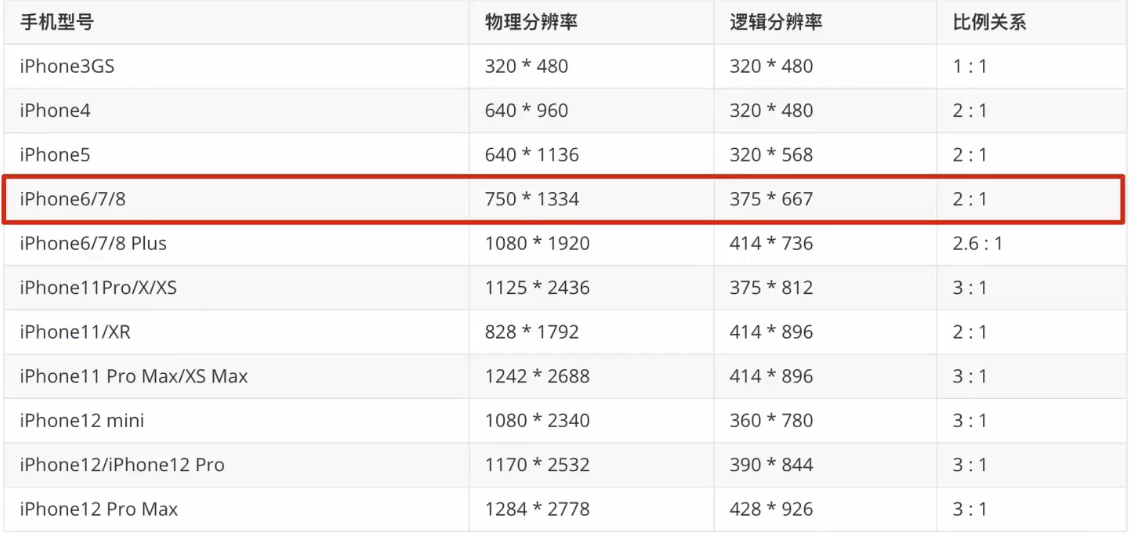 手机型号 物理分辨率 逻辑分辨率 比例关系
iPhone3GS 320 * 480 320 * 480 1 : 1
iPhone4 640 * 960 320 * 480 2 : 1
iPhone5 640 * 1136 320 * 568 2 : 1
iPhone6/7/8 750 * 1334 375 * 667 2 : 1
iPhone6/7/8 Plus 1080 * 1920 414 * 736 2.6 : 1
iPhone11Pro/X/XS 1125 * 2436 375 * 812 3 : 1
iPhone11/XR 828 * 1792 414 * 896 2 : 1
iPhone11 Pro Max/XS Max 1242 * 2688 414 * 896 3 : 1
iPhone12 mini 1080 * 2340 360 * 780 3 : 1
iPhone12/iPhone12 Pro 1170 * 2532 390 * 844 3 : 1
iPhone12 Pro Max 1284 * 2778 428 * 926 3 : 1